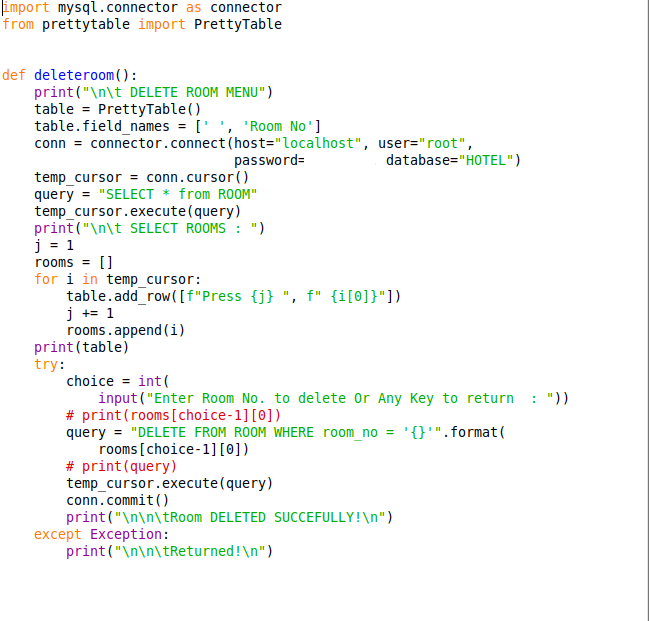 import mysql.connector as connector
from prettytable import PrettyTable
def deleteroom():
    print("\n\t DELETE ROOM MENU")
    table = PrettyTable()
    table.field_names = [' ', 'Room No']
    conn = connector.connect(host="localhost", user="root",
                             password=          database="HOTEL")
    temp_cursor = conn.cursor()
    query = "SELECT * from ROOM"
    temp_cursor.execute(query)
    print("\n\t SELECT ROOMS : ")
    j = 1
    rooms = []
    for i in temp_cursor:
        table.add_row([f"Press {j} ", f" {i[0]}"])
        j += 1
        rooms.append(i)
    print(table)
    try:
        choice = int(
            input("Enter Room No. to delete Or Any Key to return  : "))
        # print(rooms[choice-1][0])
        query = "DELETE FROM ROOM WHERE room_no = '{}'".format(
            rooms[choice-1][0])
        # print(query)
        temp_cursor.execute(query)
        conn.commit()
        print("\n\n\tRoom DELETED SUCCEFULLY!\n")
    except Exception:
        print("\n\n\tReturned!\n")